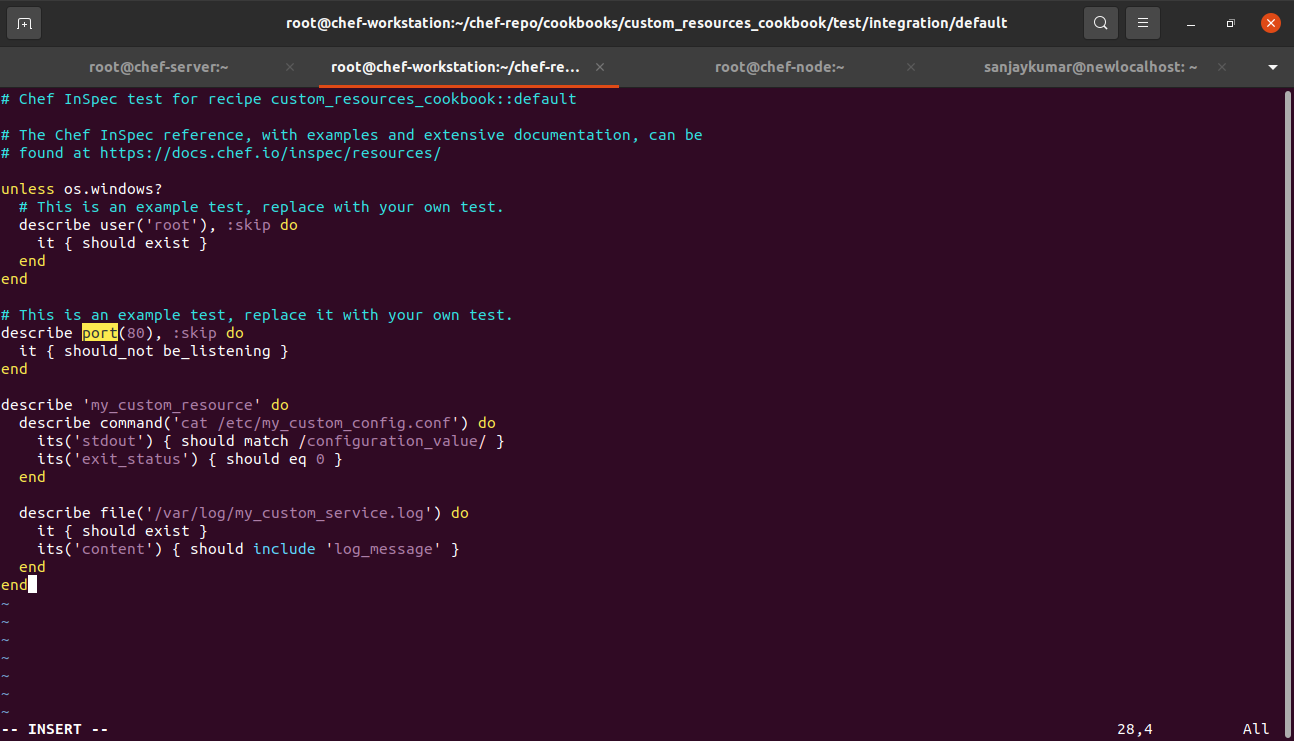 root@chef-workstation:~/chef-repo/cookbooks/custom_resources_cookbook/test/integration/default
root@chef-server:~
root@chef-workstation:~/chef-re...
root@chef-node:~
sanjaykumar@newlocalhost: ~
# Chef InSpec test for recipe custom_resources_cookbook::default

# The Chef InSpec reference, with examples and extensive documentation, can be
# found at https://docs.chef.io/inspec/resources/

unless os.windows?
  # This is an example test, replace with your own test.
  describe user('root'), :skip do
    it { should exist }
  end
end

# This is an example test, replace it with your own test.
describe port(80), :skip do
  it { should_not be_listening }
end

describe 'my_custom_resource' do
  describe command('cat /etc/my_custom_config.conf') do
    its('stdout') { should match /configuration_value/ }
    its('exit_status') { should eq 0 }
  end

  describe file('/var/log/my_custom_service.log') do
    it { should exist }
    its('content') { should include 'log_message' }
  end
end
~
~
~
~
~
~
~
-- INSERT -- 28,4 All